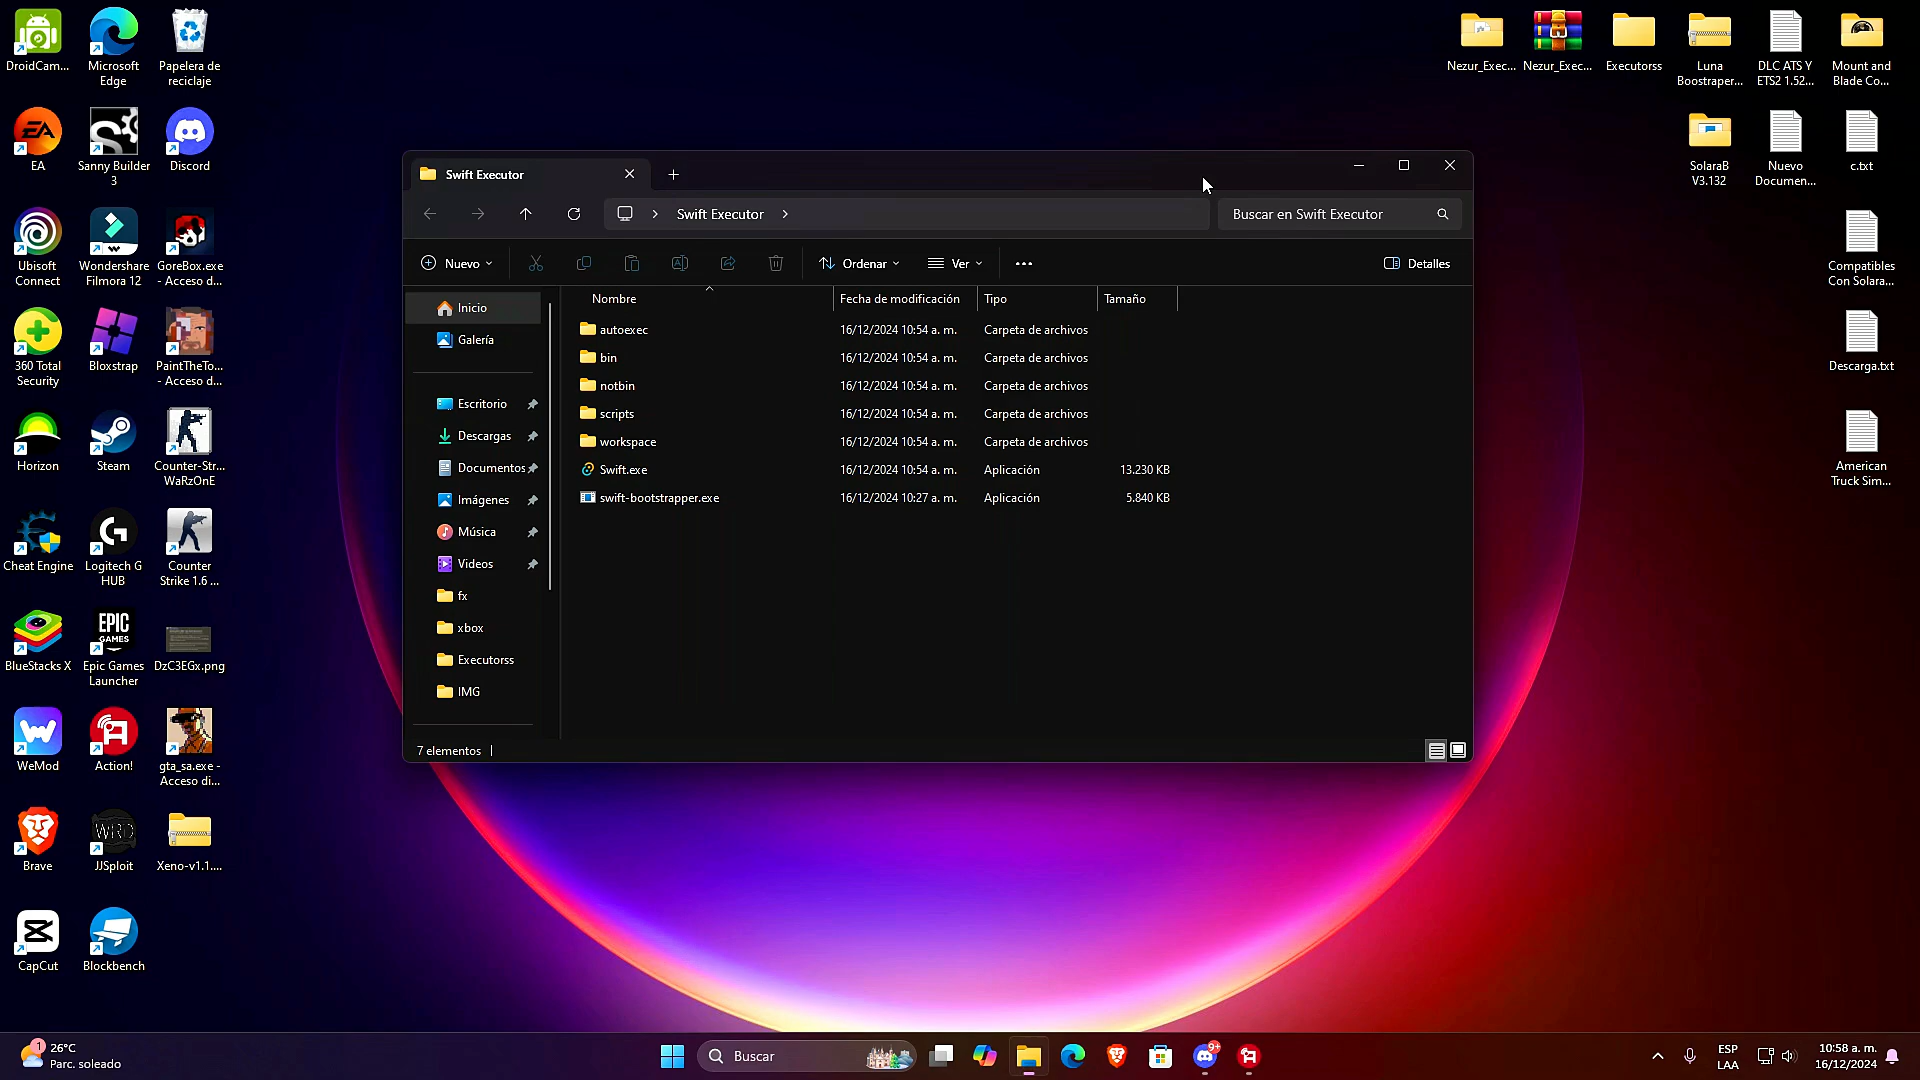 DroidCam...
Microsoft
Edge
Papelera de
reciclaje
EA
Sanny Builder
3
Discord
Ubisoft
Connect
Wondershare
Filmora 12
GoreBox.exe
- Acceso d...
360 Total
Security
Bloxstrap
PaintTheTo...
- Acceso d...
Horizon
Steam
Counter-Str...
WaRzOnE
Cheat Engine
Logitech G
HUB
Counter
Strike 1.6 ...
BlueStacks X
Epic Games
Launcher
DzC3EGx.png
WeMod
Action!
gta_sa.exe -
Acceso di...
Brave
JJSploit
Xeno-v1.1....
CapCut
Blockbench
Nezur_Exec...
Nezur_Exec...
Executorss
Luna
Boostraper...
DLC ATS Y
ETS2 1.52...
Mount and
Blade Co...
SolaraB
V3.132
Nuevo
Documen...
c.txt
Compatibles
Con Solara...
Descarga.txt
American
Truck Sim...
EA
EPIC
GAMES
WRD
Swift Executor
Swift Executor
Buscar en Swift Executor
Nuevo
Ordenar
Ver
Detalles
Nombre Fecha de modificación Tipo Tamaño
autoexec 16/12/2024 10:54 a. m. Carpeta de archivos
bin 16/12/2024 10:54 a. m. Carpeta de archivos
notbin 16/12/2024 10:54 a. m. Carpeta de archivos
scripts 16/12/2024 10:54 a. m. Carpeta de archivos
workspace 16/12/2024 10:54 a. m. Carpeta de archivos
Swift.exe 16/12/2024 10:54 a. m. Aplicación 13.230 KB
swift-bootstrapper.exe 16/12/2024 10:27 a. m. Aplicación 5.840 KB
Inicio
Galería
Escritorio
Descargas
Documentos
Imágenes
Música
Videos
fx
xbox
Executorss
IMG
7 elementos
1
26°C
Parc. soleado
Buscar
9+
ESP
LAA
10:58 a. m.
16/12/2024